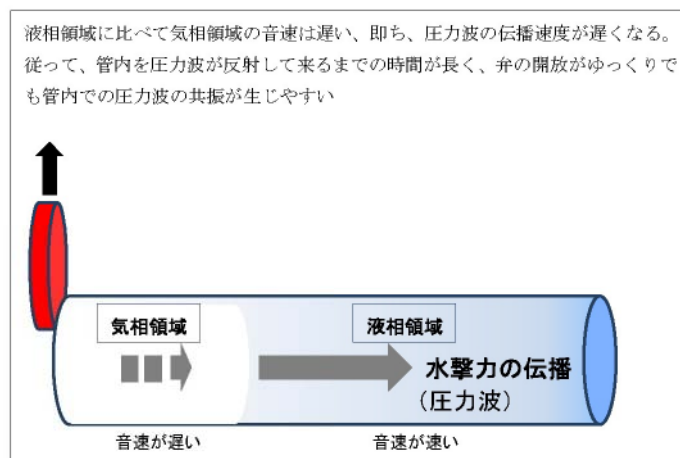 液相領域に比べて気相領域の音速は遅い、即ち、圧力波の伝播速度が遅くなる。
従って、管内を圧力波が反射して来るまでの時間が長く、弁の開放がゆっくりで
も管内での圧力波の共振が生じやすい
気相領域
液相領域
水撃力の伝播
（圧力波）
音速が遅い
音速が速い